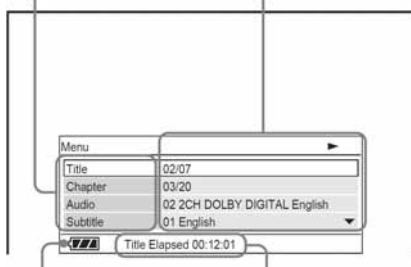 Menu
Title 02/07
Chapter 03/20
Audio 02 2CH DOLBY DIGITAL English
Subtitle 01 English
Title Elapsed 00:12:01